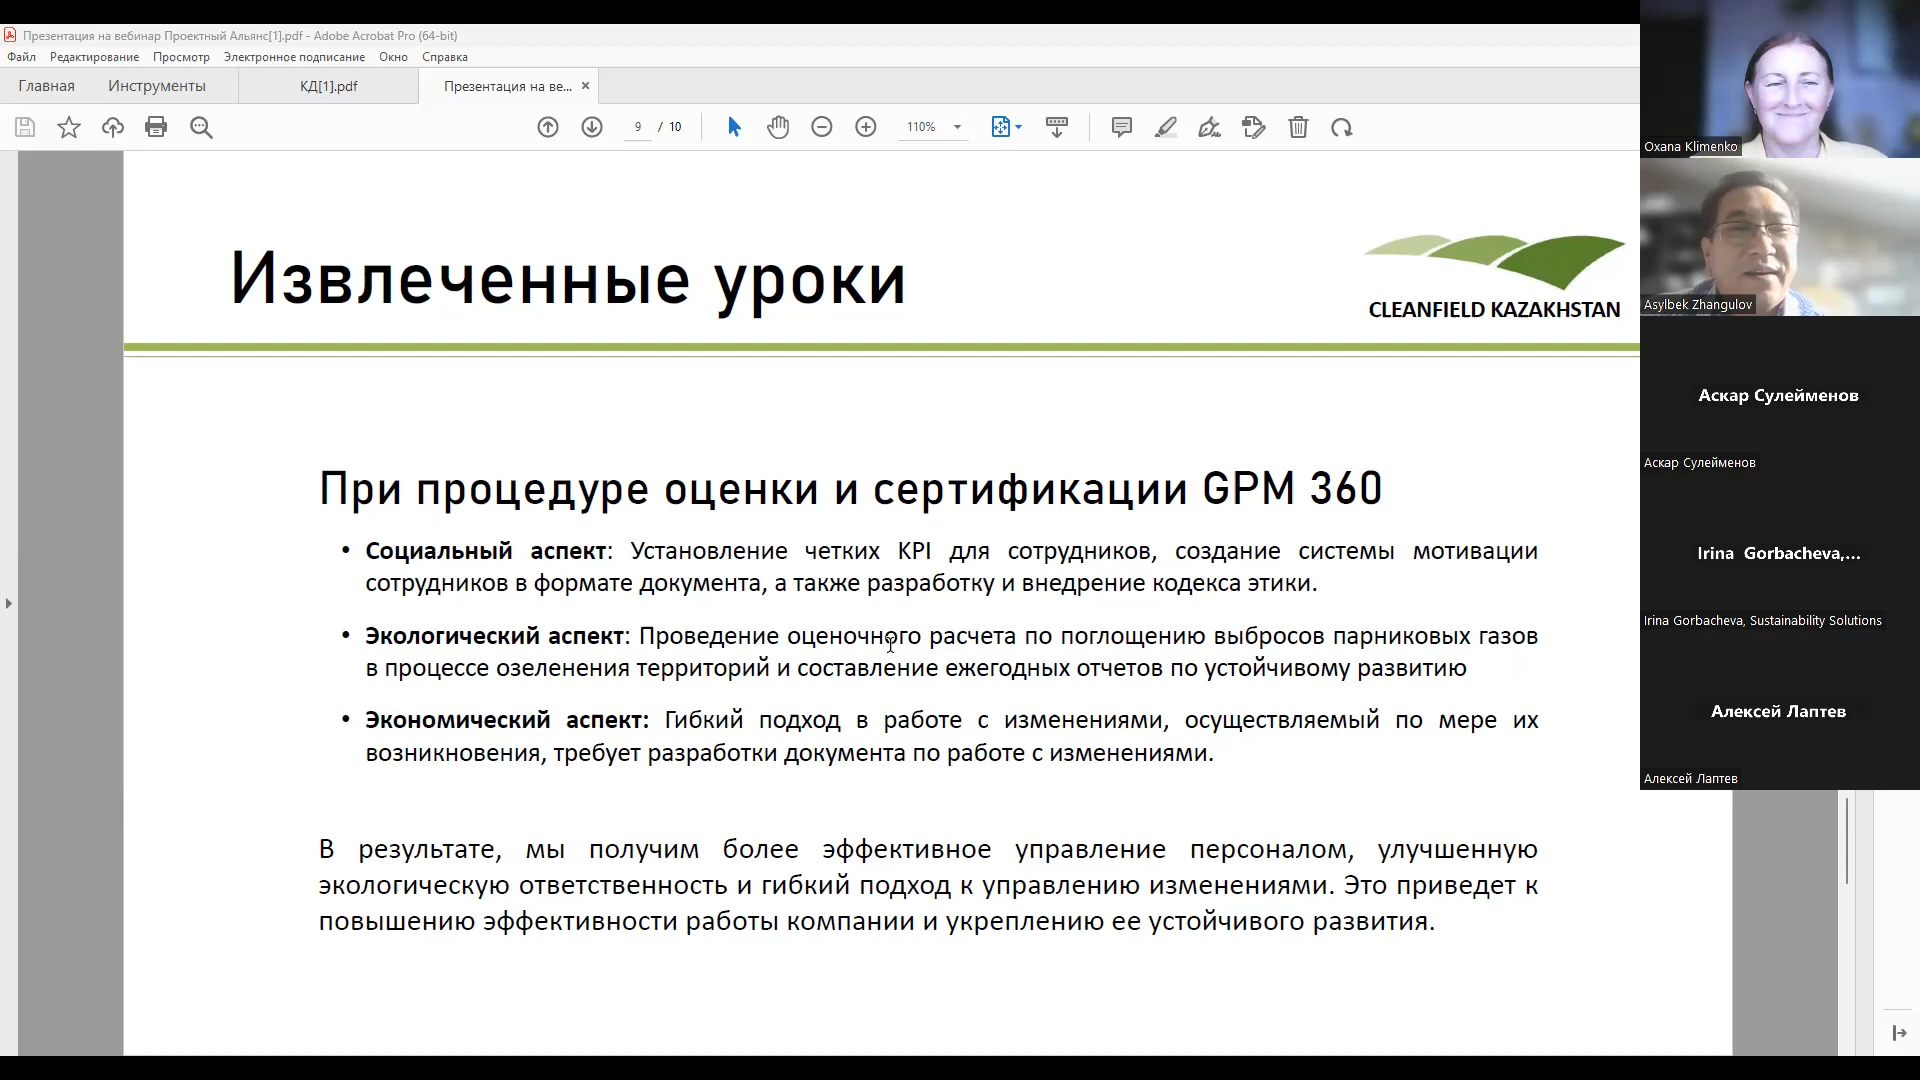 Презентация на вебинар Проектный Альянс[1].pdf - Adobe Acrobat Pro (64-bit)
Файл Редактирование Просмотр Электронное подписание Окно Справка
Главная Инструменты КД[1].pdf Презентация на ве... ×
9 / 10 110%
Извлеченные уроки
CLEANFIELD KAZAKHSTAN
При процедуре оценки и сертификации GPM 360
• Социальный аспект: Установление четких KPI для сотрудников, создание системы мотивации
сотрудников в формате документа, а также разработку и внедрение кодекса этики.
• Экологический аспект: Проведение оценочного расчета по поглощению выбросов парниковых газов
в процессе озеленения территорий и составление ежегодных отчетов по устойчивому развитию
• Экономический аспект: Гибкий подход в работе с изменениями, осуществляемый по мере их
возникновения, требует разработки документа по работе с изменениями.
В результате, мы получим более эффективное управление персоналом, улучшенную
экологическую ответственность и гибкий подход к управлению изменениями. Это приведет к
повышению эффективности работы компании и укреплению ее устойчивого развития.
Oxana Klimenko
Asylbek Zhangulov
Аскар Сулейменов
Аскар Сулейменов
Irina Gorbacheva,...
Irina Gorbacheva, Sustainability Solutions
Алексей Лаптев
Алексей Лаптев